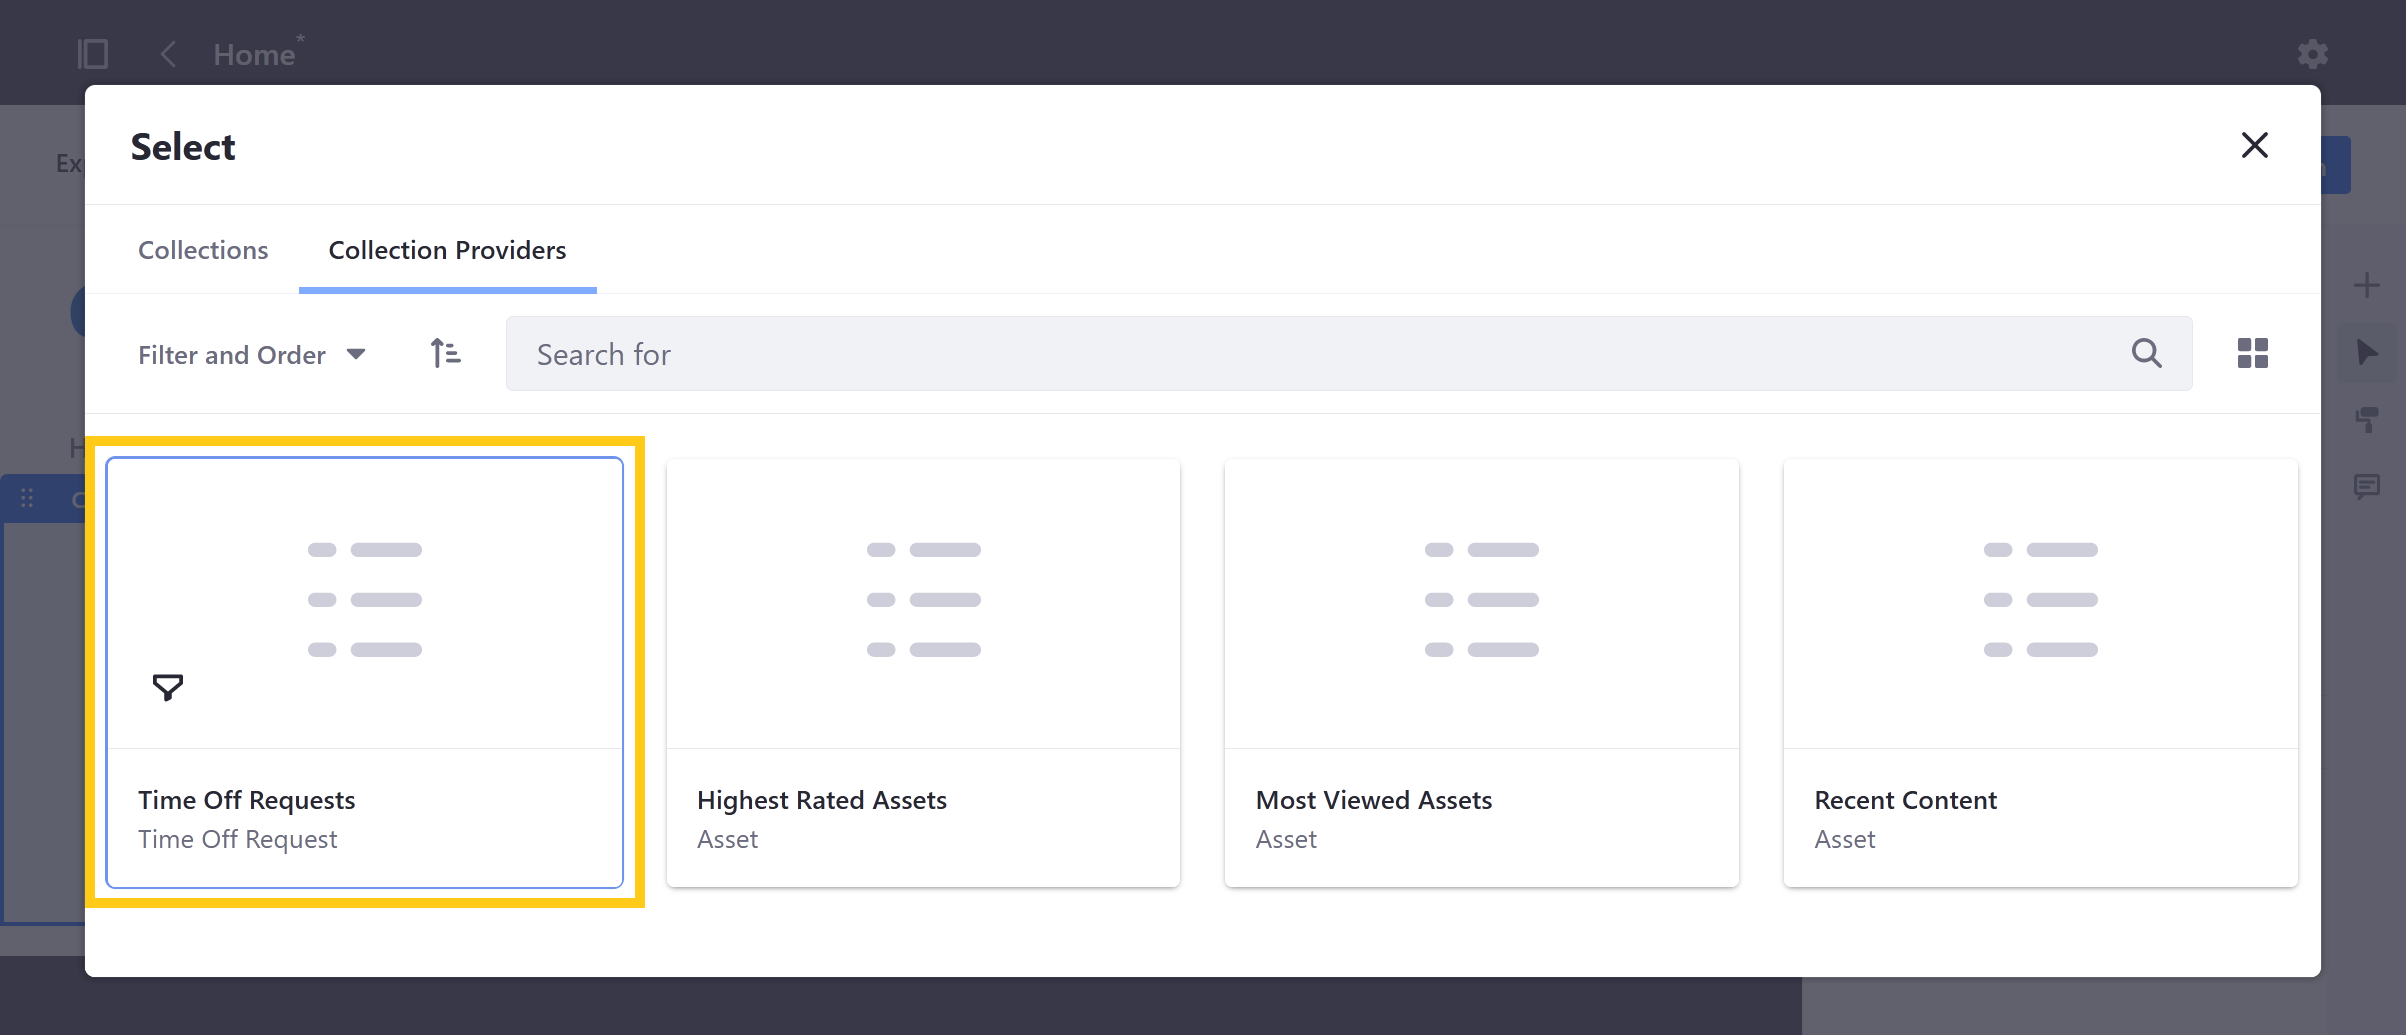 Home*
Select
Ex
Collections
Collection Providers
Filter and Order
Search for
H
C
Time Off Requests
Time Off Request
Highest Rated Assets
Asset
Most Viewed Assets
Asset
Recent Content
Asset